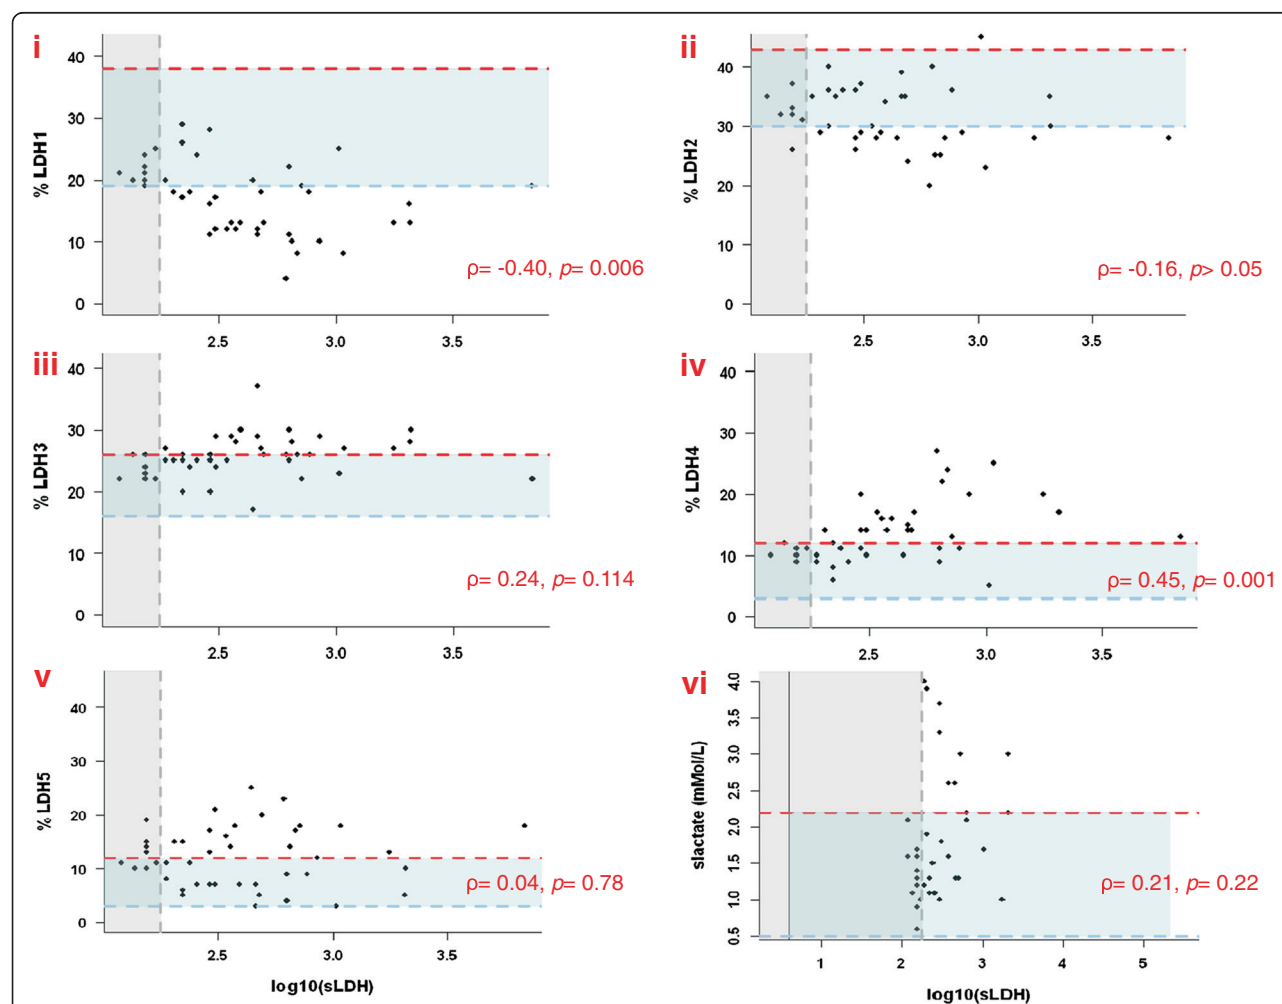 i
% LDH1
40
30
20
10
0
2.5 3.0 3.5
ρ= -0.40, p= 0.006
ii
% LDH2
40
30
20
10
0
2.5 3.0 3.5
ρ= -0.16, p> 0.05
iii
% LDH3
40
30
20
10
0
2.5 3.0 3.5
ρ= 0.24, p= 0.114
iv
% LDH4
40
30
20
10
0
2.5 3.0 3.5
ρ= 0.45, p= 0.001
v
% LDH5
40
30
20
10
0
2.5 3.0 3.5
log10(sLDH)
ρ= 0.04, p= 0.78
vi
slactate (mMol/L)
4.0
3.5
3.0
2.5
2.0
1.5
1.0
0.5
1 2 3 4 5
log10(sLDH)
ρ= 0.21, p= 0.22